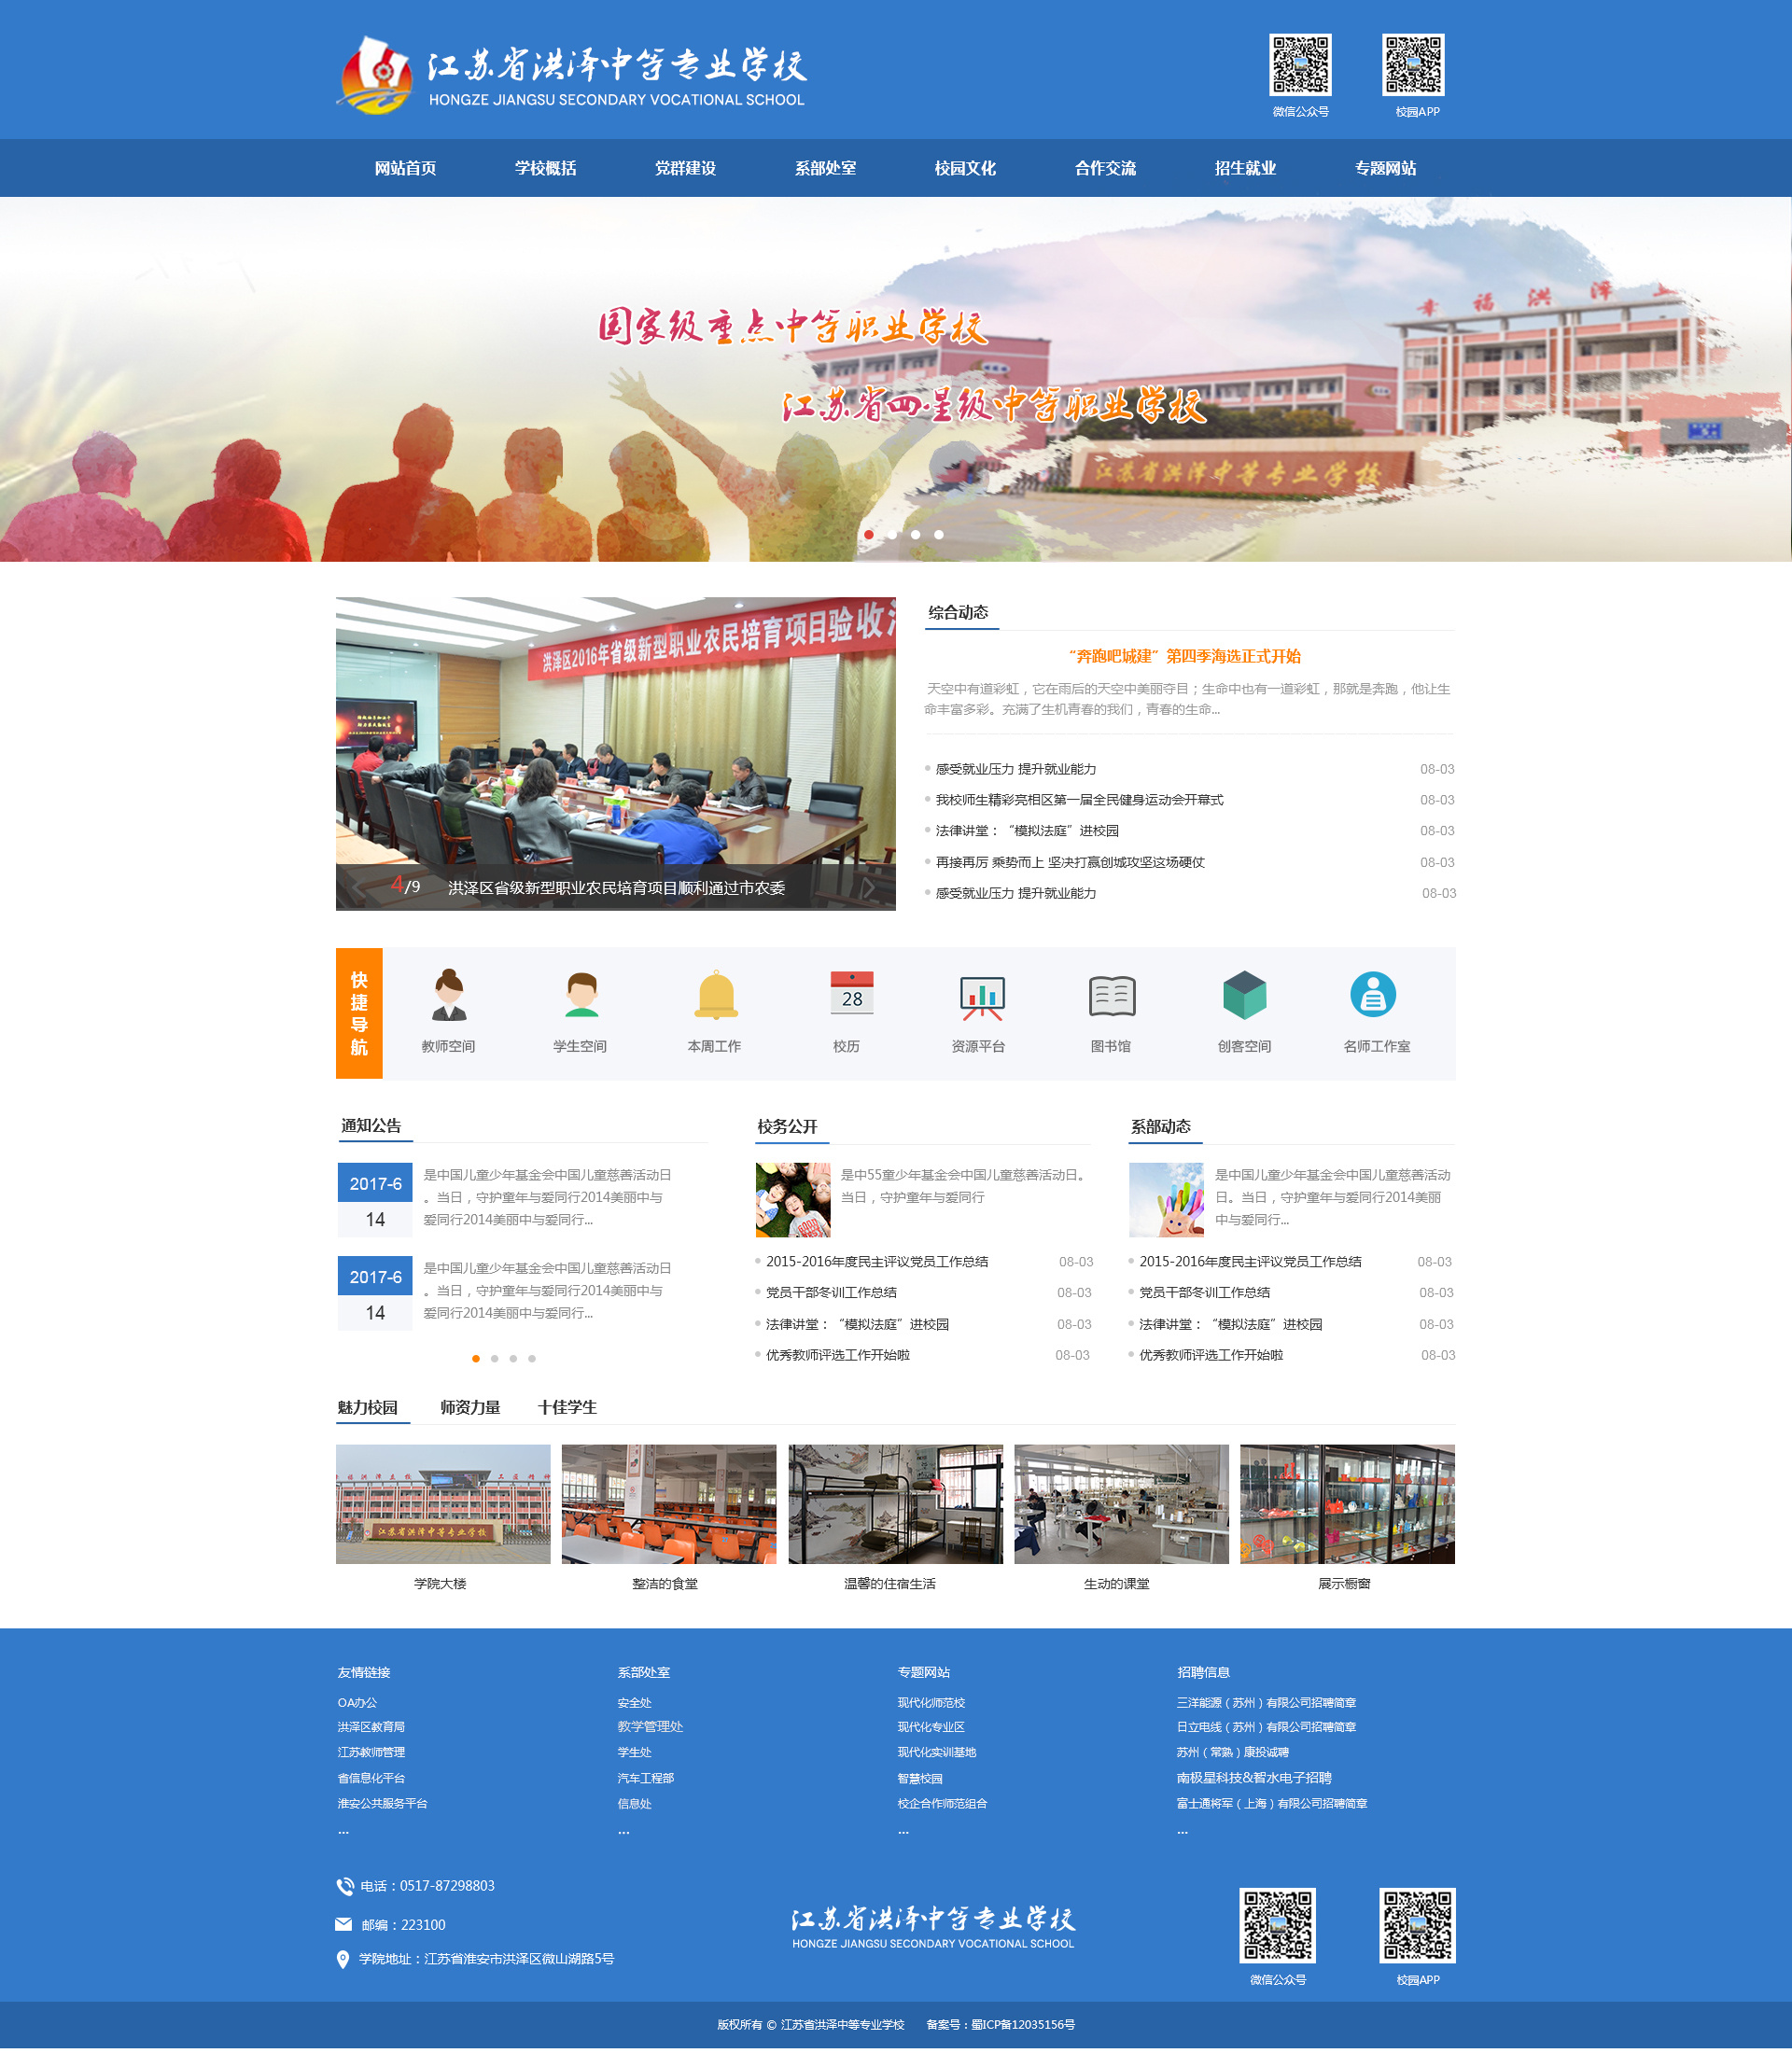 江苏省洪泽中等专业学校
HONGZE JIANGSU SECONDARY VOCATIONAL SCHOOL
微信公众号
校园APP
网站首页
学校概括
党群建设
系部处室
校园文化
合作交流
招生就业
专题网站
国家级重点中等职业学校
江苏省四星级中等职业学校
幸福洪泽
江苏省洪泽中等专业学校
洪泽区2016年省级新型职业农民培育项目验收
4/9 洪泽区省级新型职业农民培育项目顺利通过市农委
综合动态
“奔跑吧城建”第四季海选正式开始
天空中有道彩虹，它在雨后的天空中美丽夺目；生命中也有一道彩虹，那就是奔跑，他让生
命丰富多彩。充满了生机青春的我们，青春的生命...
感受就业压力 提升就业能力 08-03
我校师生精彩亮相区第一届全民健身运动会开幕式 08-03
法律讲堂：“模拟法庭”进校园 08-03
再接再厉 乘势而上 坚决打赢创城攻坚这场硬仗 08-03
感受就业压力 提升就业能力 08-03
快捷导航
28
教师空间
学生空间
本周工作
校历
资源平台
图书馆
创客空间
名师工作室
通知公告
2017-6
14
是中国儿童少年基金会中国儿童慈善活动日
。当日，守护童年与爱同行2014美丽中与
爱同行2014美丽中与爱同行...
2017-6
14
是中国儿童少年基金会中国儿童慈善活动日
。当日，守护童年与爱同行2014美丽中与
爱同行2014美丽中与爱同行...
校务公开
是中55童少年基金会中国儿童慈善活动日。
当日，守护童年与爱同行
2015-2016年度民主评议党员工作总结 08-03
党员干部冬训工作总结 08-03
法律讲堂：“模拟法庭”进校园 08-03
优秀教师评选工作开始啦 08-03
系部动态
是中国儿童少年基金会中国儿童慈善活动
日。当日，守护童年与爱同行2014美丽
中与爱同行...
2015-2016年度民主评议党员工作总结 08-03
党员干部冬训工作总结 08-03
法律讲堂：“模拟法庭”进校园 08-03
优秀教师评选工作开始啦 08-03
魅力校园
师资力量
十佳学生
江苏省洪泽中等专业学校
学院大楼
整洁的食堂
温馨的住宿生活
生动的课堂
展示橱窗
友情链接
OA办公
洪泽区教育局
江苏教师管理
省信息化平台
淮安公共服务平台
...
系部处室
安全处
教学管理处
学生处
汽车工程部
信息处
...
专题网站
现代化师范校
现代化专业区
现代化实训基地
智慧校园
校企合作师范组合
...
招聘信息
三洋能源（苏州）有限公司招聘简章
日立电线（苏州）有限公司招聘简章
苏州（常熟）康投诚聘
南极星科技&智水电子招聘
富士通将军（上海）有限公司招聘简章
...
电话：0517-87298803
邮编：223100
学院地址：江苏省淮安市洪泽区微山湖路5号
江苏省洪泽中等专业学校
HONGZE JIANGSU SECONDARY VOCATIONAL SCHOOL
微信公众号
校园APP
版权所有 © 江苏省洪泽中等专业学校 备案号：蜀ICP备12035156号